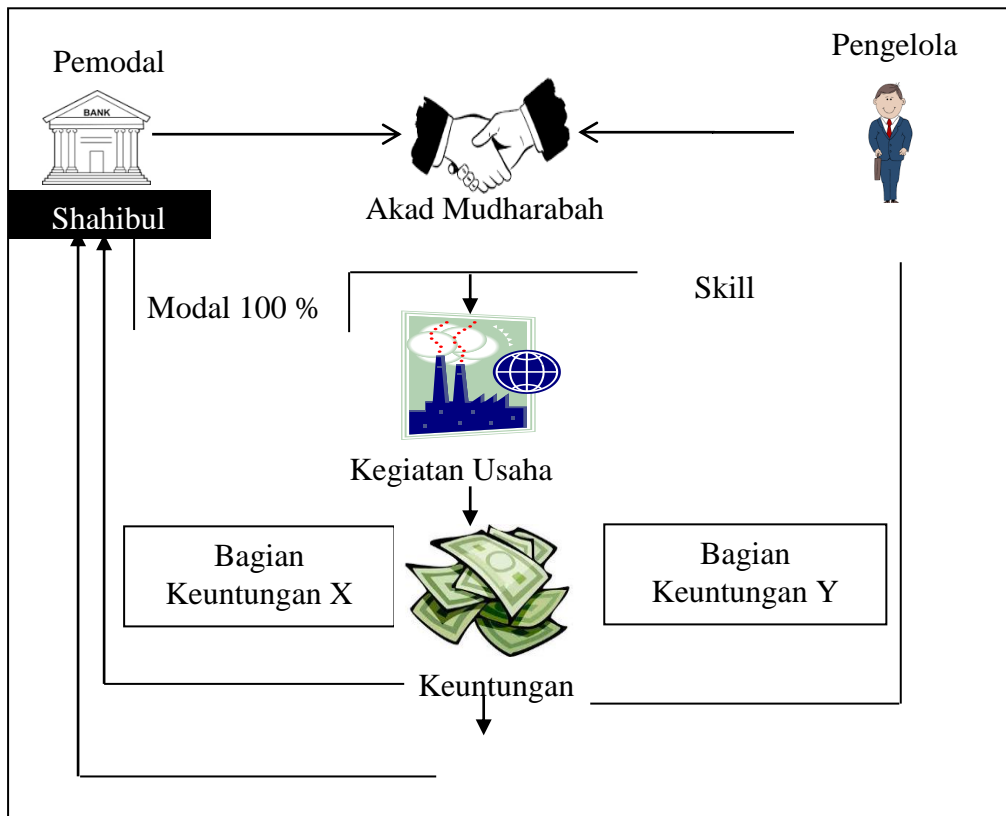 Pemodal
Pengelola
BANK
Shahibul
Akad Mudharabah
Modal 100 %
Skill
Kegiatan Usaha
Bagian
Keuntungan X
Bagian
Keuntungan Y
Keuntungan